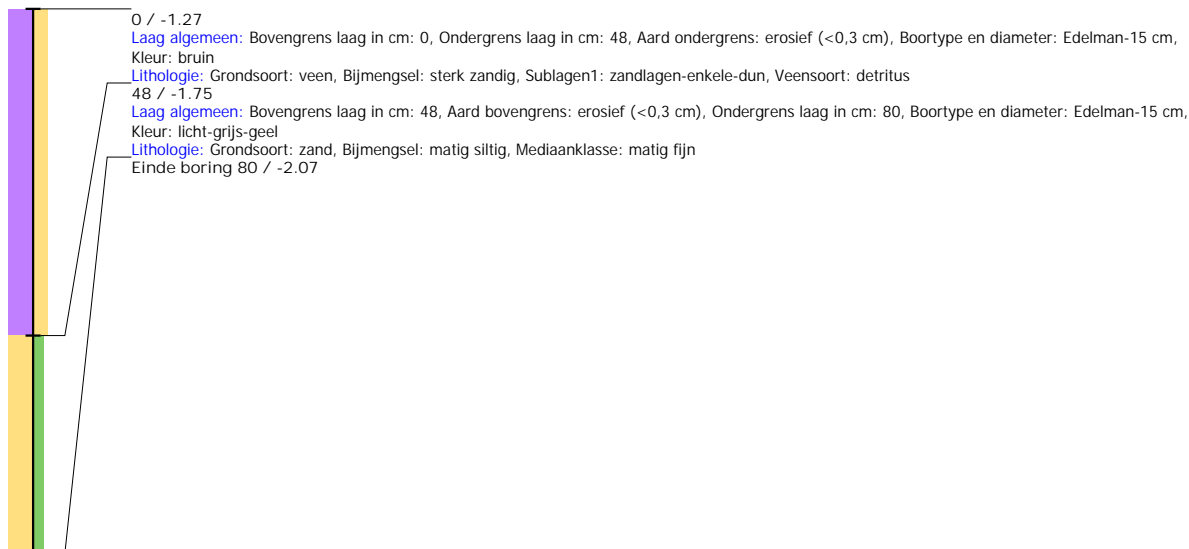 0 / -1.27
Laag algemeen: Bovengrens laag in cm: 0, Ondergrens laag in cm: 48, Aard ondergrens: erosief (<0,3 cm), Boortype en diameter: Edelman-15 cm,
Kleur: bruin
Lithologie: Grondsoort: veen, Bijmengsel: sterk zandig, Sublagen1: zandlagen-enkele-dun, Veensoort: detritus
48 / -1.75
Laag algemeen: Bovengrens laag in cm: 48, Aard bovengrens: erosief (<0,3 cm), Ondergrens laag in cm: 80, Boortype en diameter: Edelman-15 cm,
Kleur: licht-grijs-geel
Lithologie: Grondsoort: zand, Bijmengsel: matig siltig, Mediaanklasse: matig fijn
Einde boring 80 / -2.07